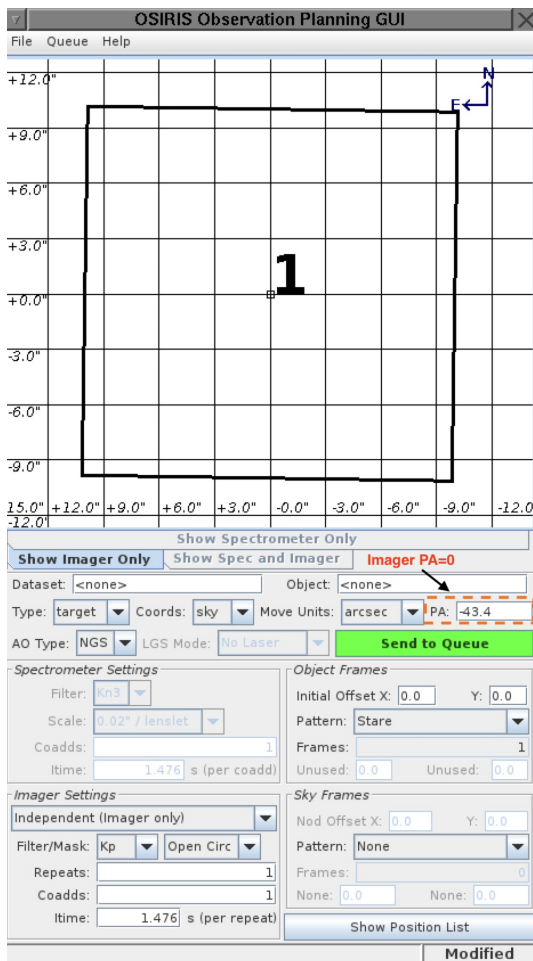 OSIRIS Observation Planning GUI
File Queue Help
+12.0"
N
E
+9.0"
+6.0"
+3.0"
1
+0.0"
-3.0"
-6.0"
-9.0"
15.0" +12.0" +9.0" +6.0" +3.0" -0.0" -3.0" -6.0" -9.0" -12.0
-12.0"
Show Spectrometer Only
Show Imager Only Show Spec and Imager Imager PA=0
Dataset: <none> Object: <none>
Type: target Coords: sky Move Units: arcsec PA: -43.4
AO Type: NGS LGS Mode: No Laser Send to Queue
Spectrometer Settings
Filter: Kn3
Scale: 0.02" / lenslet
Coadds: 1
Itime: 1.476 s (per coadd)
Object Frames
Initial Offset X: 0.0 Y: 0.0
Pattern: Stare
Frames: 1
Unused: 0.0 Unused: 0.0
Imager Settings
Independent (Imager only)
Filter/Mask: Kp Open Circ
Repeats: 1
Coadds: 1
Itime: 1.476 s (per repeat)
Sky Frames
Nod Offset X: 0.0 Y: 0.0
Pattern: None
Frames: 0
None: 0.0 None: 0.0
Show Position List
Modified